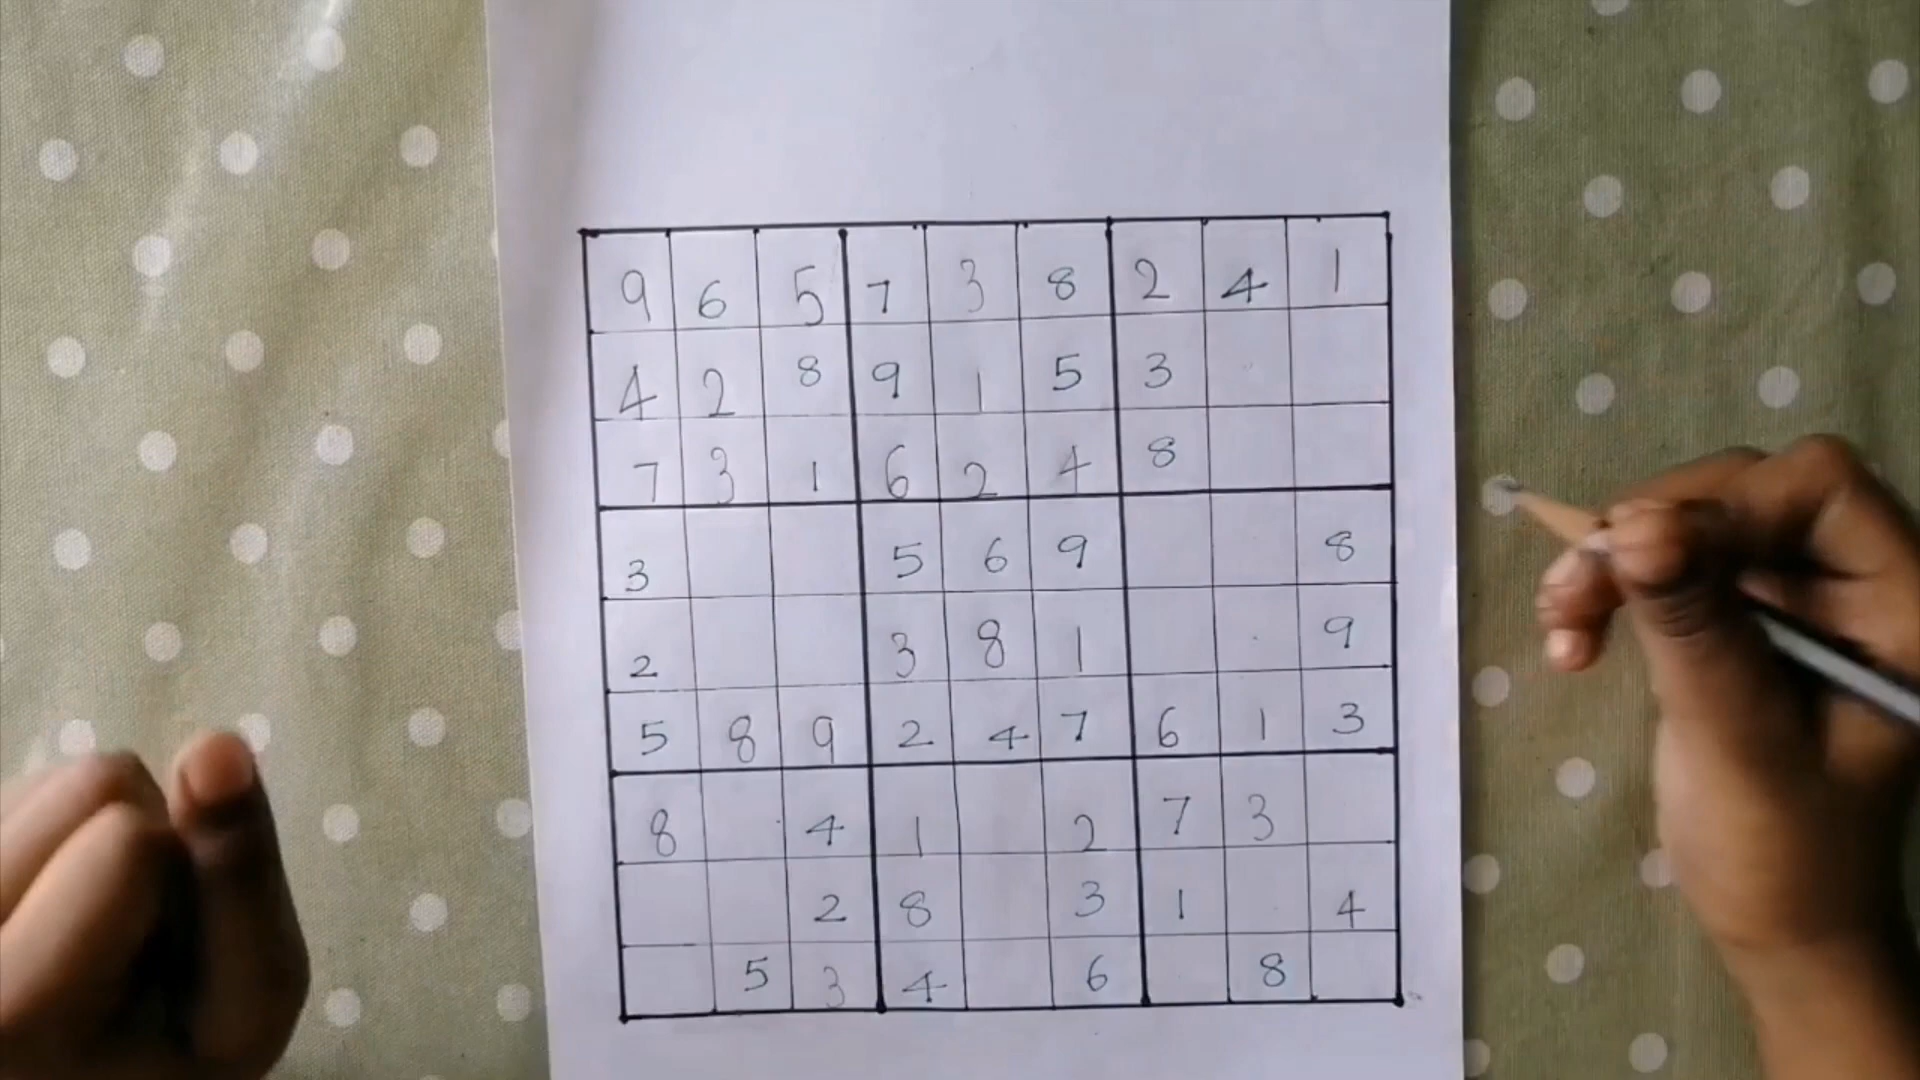 9 6 5 7 3 8 2 4 1
4 2 8 9 1 5 3
7 3 1 6 2 4 8
3 5 6 9 8
2 3 8 1 9
5 8 9 2 4 7 6 1 3
8 4 1 2 7 3
2 8 3 1 4
5 3 4 6 8